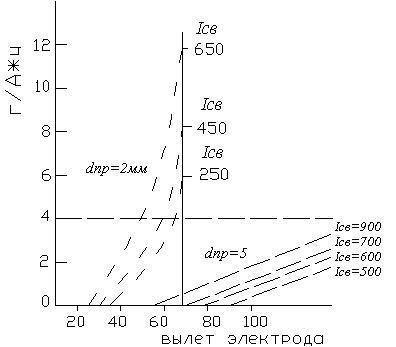 г/Ажц
12
10
8
6
4
2
0
Iсв
650
Iсв
450
Iсв
250
dпр=2мм
dпр=5
Iсв=900
Iсв=700
Iсв=600
Iсв=500
20 40 60 80 100
вылет электрода